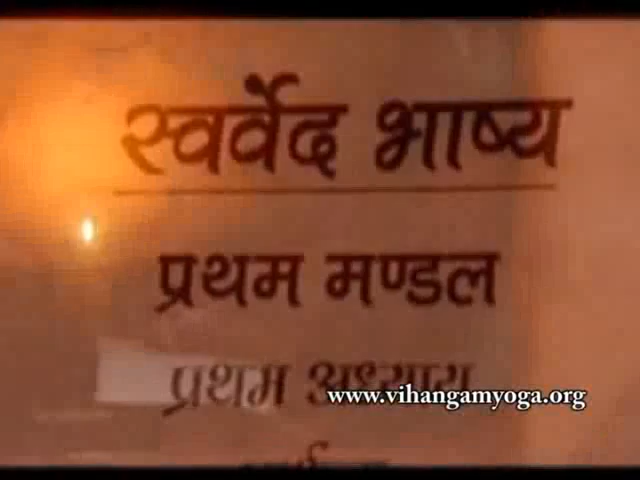 स्वर्वेद भाष्य
प्रथम मण्डल
प्रथम अध्याय
www.vihangamyoga.org